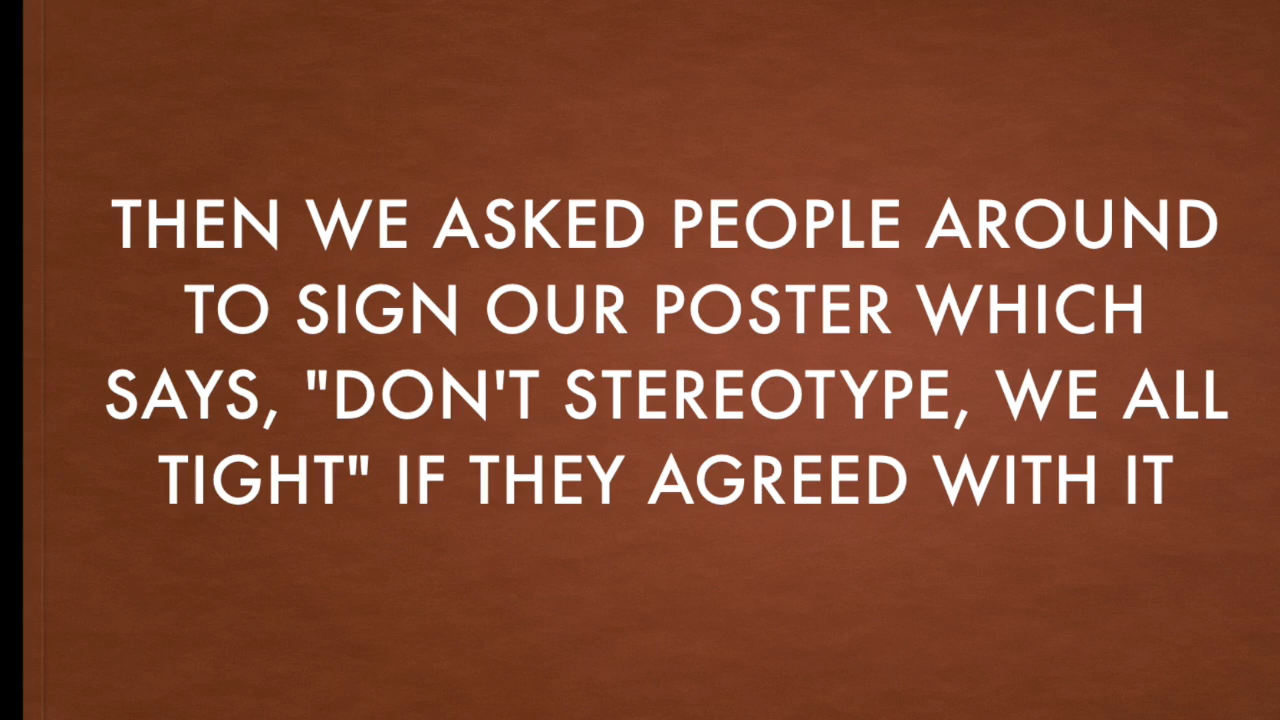 THEN WE ASKED PEOPLE AROUND
TO SIGN OUR POSTER WHICH
SAYS, "DON'T STEREOTYPE, WE ALL
TIGHT" IF THEY AGREED WITH IT